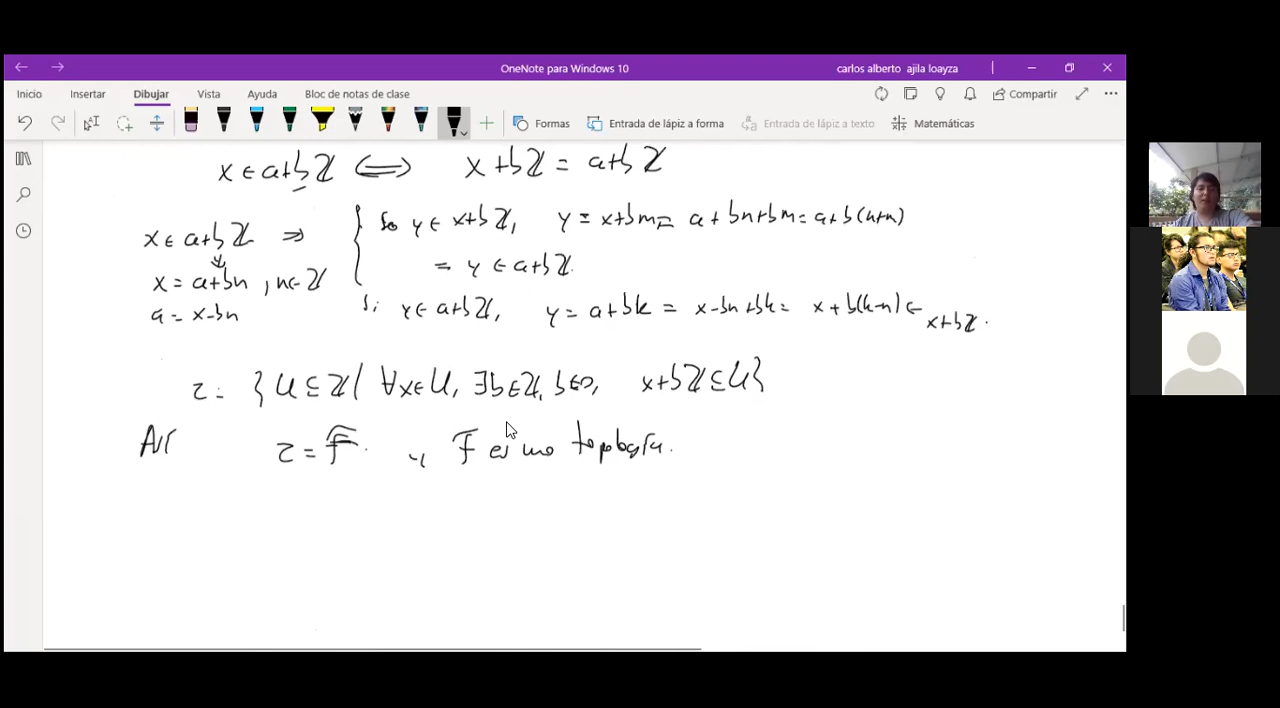 OneNote para Windows 10
carlos alberto ajila loayza
Inicio Insertar Dibujar Vista Ayuda Bloc de notas de clase
Compartir
Formas Entrada de lápiz a forma Entrada de lápiz a texto Matemáticas
x ∈ a+bℤ ⟺ x+bℤ = a+bℤ
x ∈ a+bℤ ⇒
x = a+bn, n∈ℤ
a = x-bn
y ∈ x+bℤ, y = x+bm = a+bn+bm = a+b(n+m)
= y ∈ a+bℤ.
Si y ∈ a+bℤ, y = a+bk = x-bn+bk = x+b(k-n) ∈ x+bℤ.
τ = {U ⊆ ℤ | ∀x∈U, ∃b∈ℤ, x+bℤ ⊆ U}
τ = F. y F es una topología.